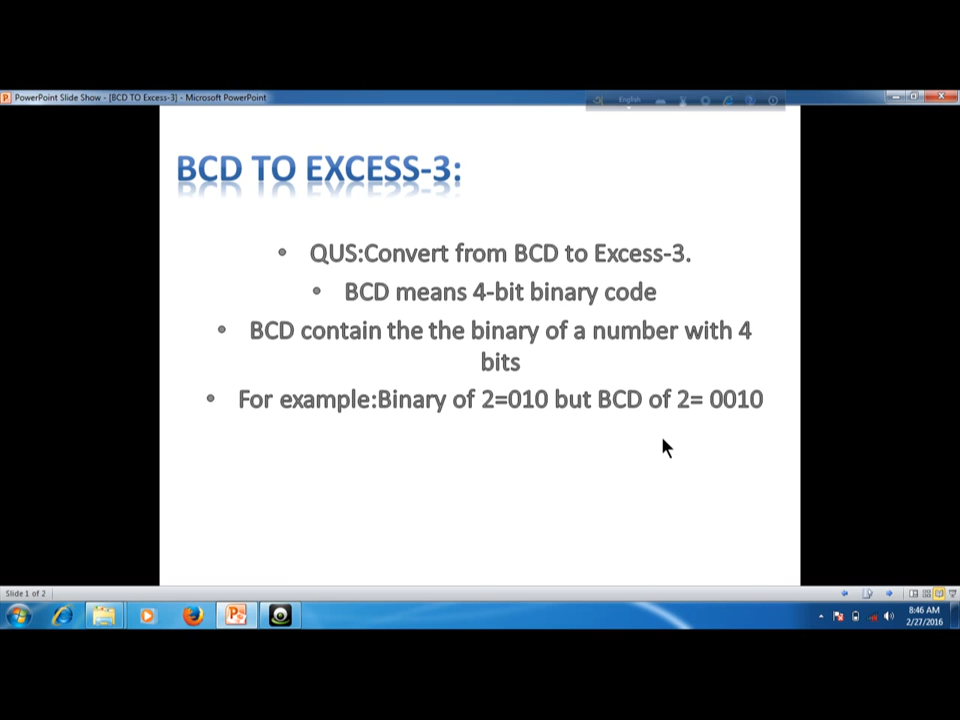 PowerPoint Slide Show - [BCD TO Excess-3] - Microsoft PowerPoint
English
BCD TO EXCESS-3:
• QUS:Convert from BCD to Excess-3.
• BCD means 4-bit binary code
• BCD contain the the binary of a number with 4
bits
• For example:Binary of 2=010 but BCD of 2= 0010
Slide 1 of 2
8:46 AM
2/27/2016